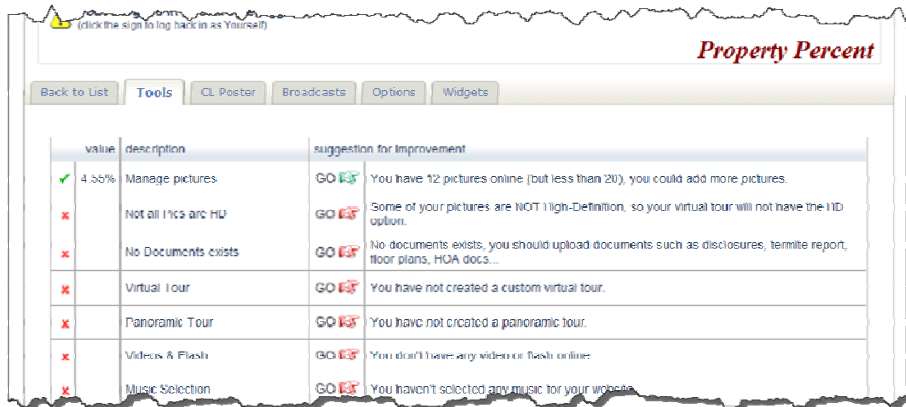 (click the sign to log back in as Yourself)
Property Percent
Back to List Tools CL Poster Broadcasts Options Widgets
value description suggestion for improvement
4.55% Manage pictures GO You have 12 pictures online (but less than 20), you could add more pictures.
Not all Pics are HD GO Some of your pictures are NOT High-Definition, so your virtual tour will not have the HD
option.
No Documents exists GO No documents exists, you should upload documents such as disclosures, termite report,
floor plans, HOA docs...
Virtual Tour GO You have not created a custom virtual tour.
Panoramic Tour GO You have not created a panoramic tour.
Videos & Flash GO You don't have any video or flash online
Music Selection GO You haven't selected any music for your website